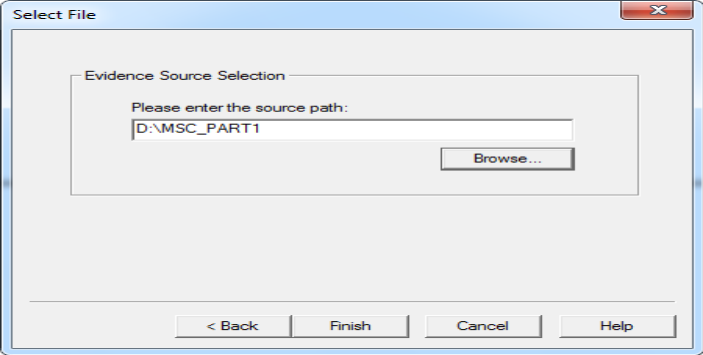 Select File
Evidence Source Selection
Please enter the source path:
D:\MSC_PART1
Browse...
< Back Finish Cancel Help